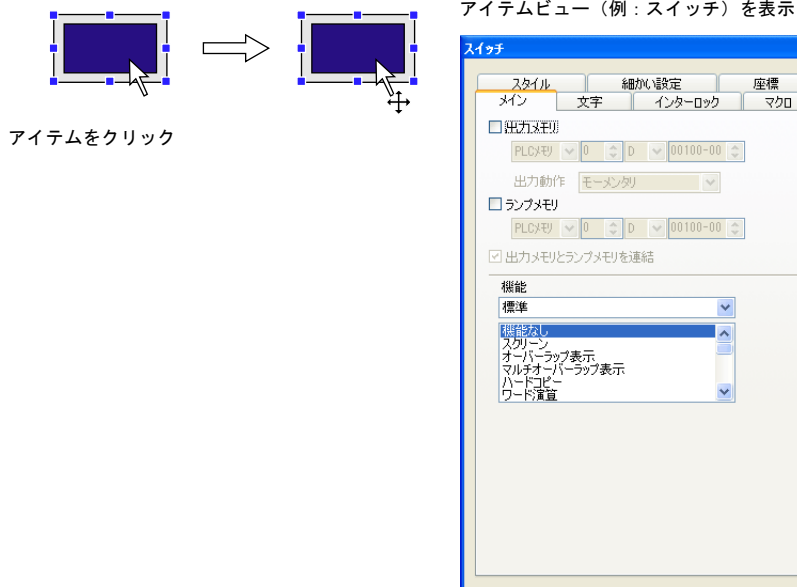 アイテムビュー（例：スイッチ）を表示
アイテムをクリック
スイッチ
スタイル 細かい設定 座標
メイン 文字 インターロック マクロ
出力メモリ
PLCメモリ 0 D 00100-00
出力動作 モーメンタリ
ランプメモリ
PLCメモリ 0 D 00100-00
出力メモリとランプメモリを連結
機能
標準
機能なし
スクリーン
オーバーラップ表示
マルチオーバーラップ表示
ハードコピー
ワード演算